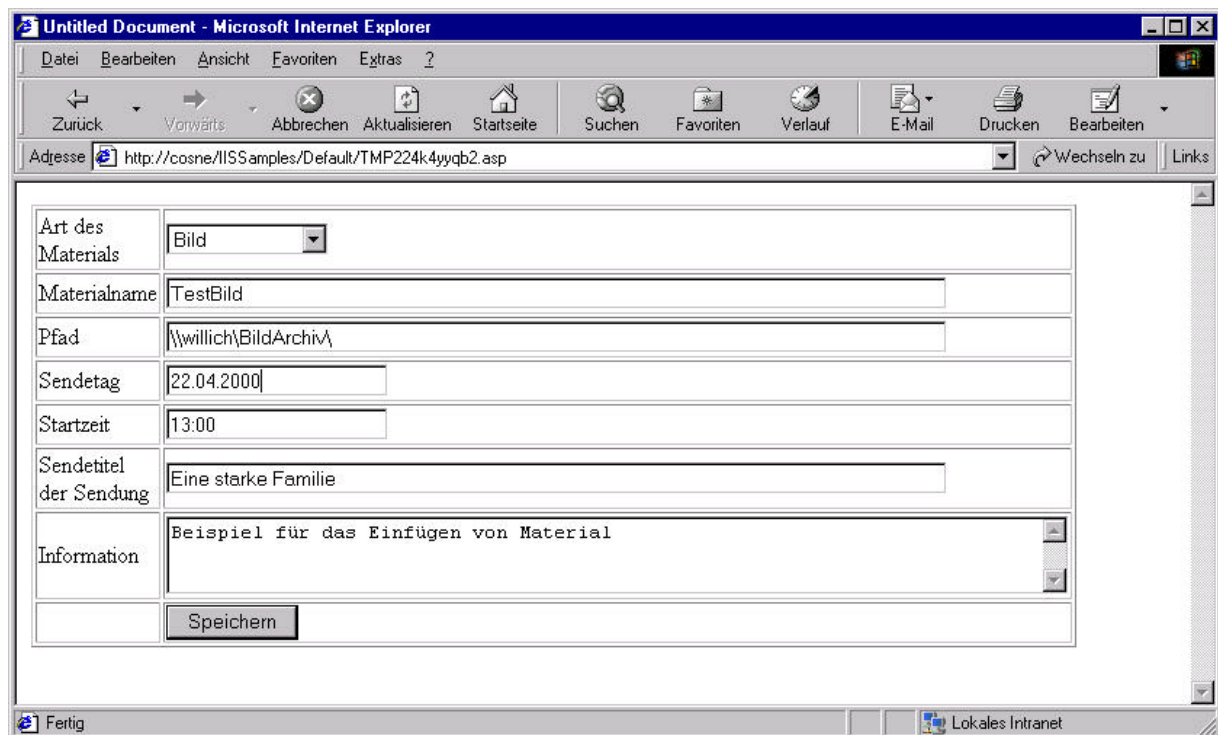 Untitled Document - Microsoft Internet Explorer
Datei Bearbeiten Ansicht Favoriten Extras ?
Zurück Vorwärts Abbrechen Aktualisieren Startseite Suchen Favoriten Verlauf E-Mail Drucken Bearbeiten
Adresse http://cosne/IISSamples/Default/TMP224k4yyqb2.asp Wechseln zu Links
Art des
Materials
Bild
Materialname TestBild
Pfad \\willich\BildArchiv\
Sendetag 22.04.2000
Startzeit 13:00
Sendetitel
der Sendung
Eine starke Familie
Information
Beispiel für das Einfügen von Material
Speichern
Fertig Lokales Intranet